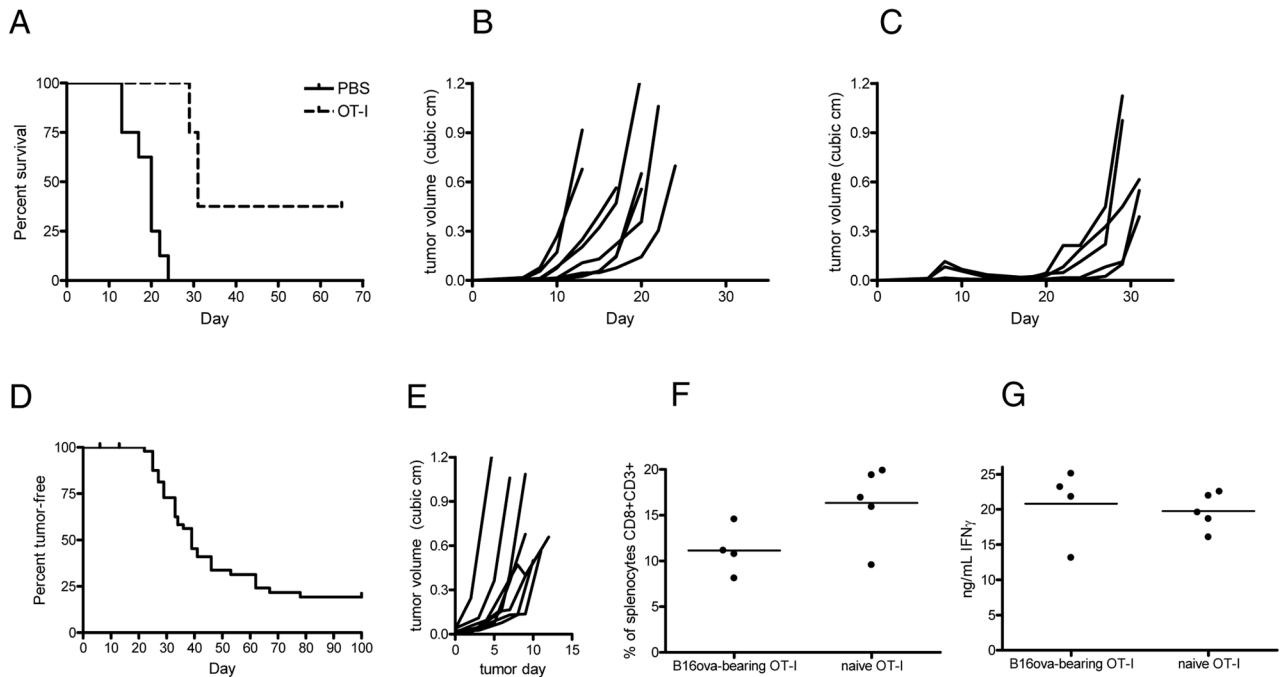 A
B
C
100
75
50
25
0
Percent survival
PBS
OT-I
0 10 20 30 40 50 60 70
Day
1.2
0.9
0.6
0.3
0.0
tumor volume (cubic cm)
0 10 20 30
Day
1.2
0.9
0.6
0.3
0.0
tumor volume (cubic cm)
0 10 20 30
Day
D
E
F
G
100
75
50
25
0
Percent tumor-free
0 10 20 30 40 50 60 70 80 90 100
Day
1.2
0.9
0.6
0.3
0.0
tumor volume (cubic cm)
0 5 10 15
tumor day
20
15
10
5
0
% of splenocytes CD8+CD3+
B16ova-bearing OT-I naive OT-I
25
20
15
10
5
0
ng/mL IFNγ
B16ova-bearing OT-I naive OT-I